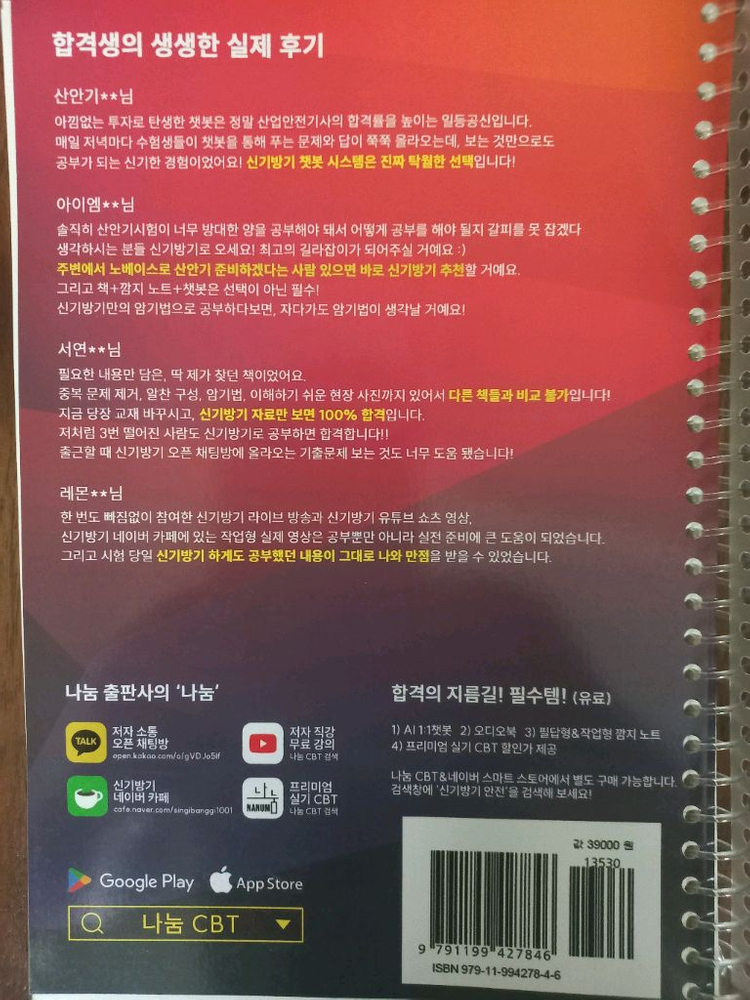 합격생의 생생한 실제 후기
산안기**님
아낌없는 투자로 탄생한 챗봇은 정말 산업안전기사의 합격률을 높이는 일등공신입니다.
매일 저녁마다 수험생들이 챗봇을 통해 푸는 문제와 답이 쭉쭉 올라오는데, 보는 것만으로도
공부가 되는 신기한 경험이었어요! 신기방기 챗봇 시스템은 진짜 탁월한 선택입니다!
아이엠**님
솔직히 산안기시험이 너무 방대한 양을 공부해야 돼서 어떻게 공부를 해야 될지 갈피를 못 잡겠다
생각하시는 분들 신기방기로 오세요! 최고의 길라잡이가 되어주실 거예요 :)
주변에서 노베이스로 산안기 준비하겠다는 사람 있으면 바로 신기방기 추천할 거예요.
그리고 책+깜지 노트+챗봇은 선택이 아닌 필수!
신기방기만의 암기법으로 공부하다보면, 자다가도 암기법이 생각날 거예요!
서연**님
필요한 내용만 담은, 딱 제가 찾던 책이었어요.
중복 문제 제거, 알찬 구성, 암기법, 이해하기 쉬운 현장 사진까지 있어서 다른 책들과 비교 불가입니다!
지금 당장 교재 바꾸시고, 신기방기 자료만 보면 100% 합격입니다.
저처럼 3번 떨어진 사람도 신기방기로 공부하면 합격합니다!!
출근할 때 신기방기 오픈 채팅방에 올라오는 기출문제 보는 것도 너무 도움 됐습니다!
레몬**님
한 번도 빠짐없이 참여한 신기방기 라이브 방송과 신기방기 유튜브 쇼츠 영상,
신기방기 네이버 카페에 있는 작업형 실제 영상은 공부뿐만 아니라 실전 준비에 큰 도움이 되었습니다.
그리고 시험 당일 신기방기 하게도 공부했던 내용이 그대로 나와 만점을 받을 수 있었습니다.
나눔 출판사의 '나눔'
TALK
저자 소통
오픈 채팅방
저자 직강
무료 강의
나눔 CBT 검색
신기방기
네이버 카페
cafe.naver.com/singibanggi1001
나눔
NANUM
프리미엄
실기 CBT
나눔 CBT 검색
Google Play
App Store
나눔 CBT
합격의 지름길! 필수템! (유료)
1) AI 1:1챗봇 2) 오디오북 3) 필답형&작업형 깜지 노트
4) 프리미엄 실기 CBT 할인가 제공
나눔 CBT&네이버 스마트 스토어에서 별도 구매 가능합니다.
검색창에 '신기방기 안전'을 검색해 보세요!
값 39000 원
13530
9 791199 427846
ISBN 979-11-994278-4-6